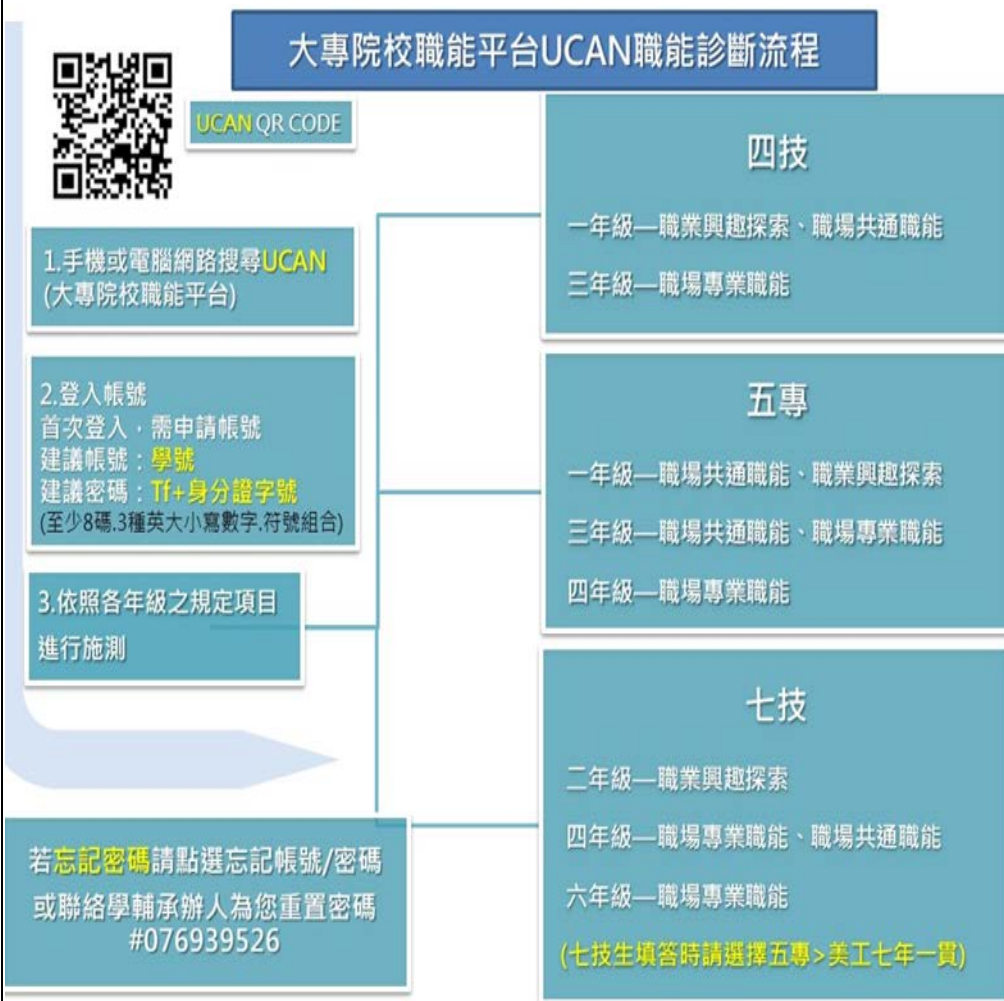 大專院校職能平台UCAN職能診斷流程
UCAN QR CODE
1.手機或電腦網路搜尋UCAN
(大專院校職能平台)
2.登入帳號
首次登入，需申請帳號
建議帳號：學號
建議密碼：Tf+身分證字號
(至少8碼.3種英大小寫數字.符號組合)
3.依照各年級之規定項目
進行施測
若忘記密碼請點選忘記帳號/密碼
或聯絡學輔承辦人為您重置密碼
#076939526
四技
一年級—職業興趣探索、職場共通職能
三年級—職場專業職能
五專
一年級—職場共通職能、職業興趣探索
三年級—職場共通職能、職場專業職能
四年級—職場專業職能
七技
二年級—職業興趣探索
四年級—職場專業職能、職場共通職能
六年級—職場專業職能
(七技生填答時請選擇五專>美工七年一貫)